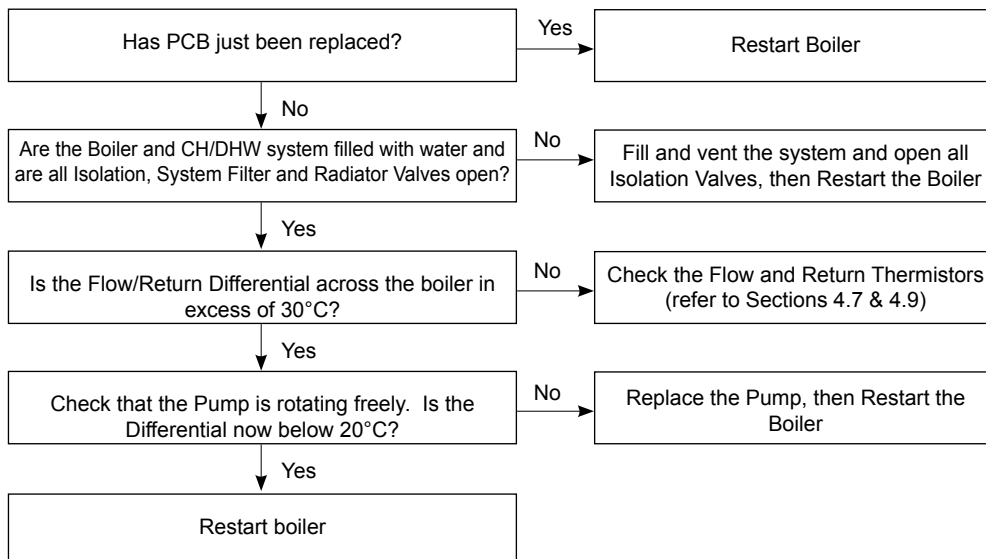 Has PCB just been replaced?
Yes
Restart Boiler
No
Are the Boiler and CH/DHW system filled with water and
are all Isolation, System Filter and Radiator Valves open?
No
Fill and vent the system and open all
Isolation Valves, then Restart the Boiler
Yes
Is the Flow/Return Differential across the boiler in
excess of 30°C?
No
Check the Flow and Return Thermistors
(refer to Sections 4.7 & 4.9)
Yes
Check that the Pump is rotating freely.  Is the
Differential now below 20°C?
No
Replace the Pump, then Restart the
Boiler
Yes
Restart boiler